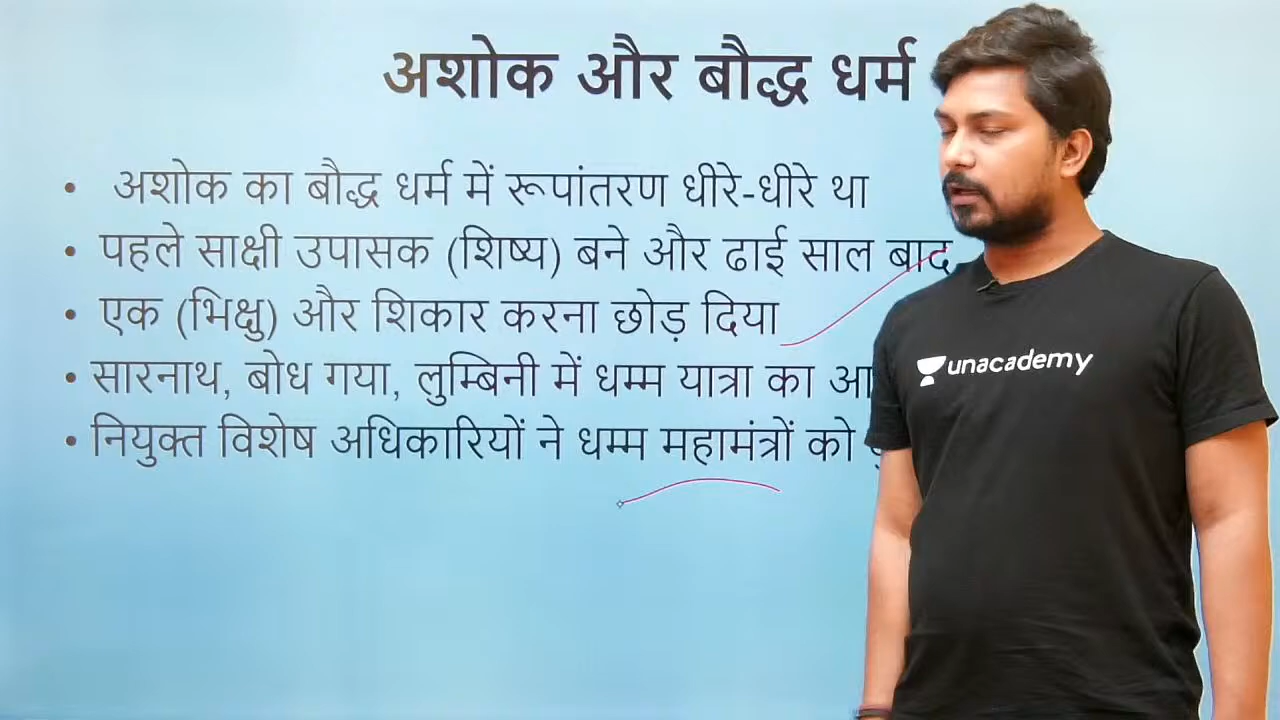 अशोक और बौद्ध धर्म
• अशोक का बौद्ध धर्म में रूपांतरण धीरे-धीरे था
• पहले साक्षी उपासक (शिष्य) बने और ढाई साल बाद
• एक (भिक्षु) और शिकार करना छोड़ दिया
• सारनाथ, बोध गया, लुम्बिनी में धम्म यात्रा का
• नियुक्त विशेष अधिकारियों ने धम्म महामंत्रों को
unacademy